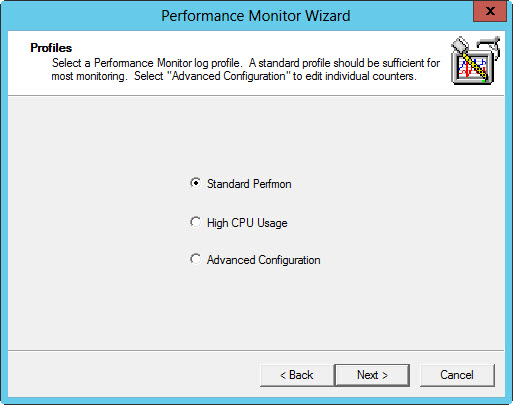 Performance Monitor Wizard
x
Profiles
Select a Performance Monitor log profile. A standard profile should be sufficient for
most monitoring. Select "Advanced Configuration" to edit individual counters.
Standard Perfmon
High CPU Usage
Advanced Configuration
< Back
Next >
Cancel